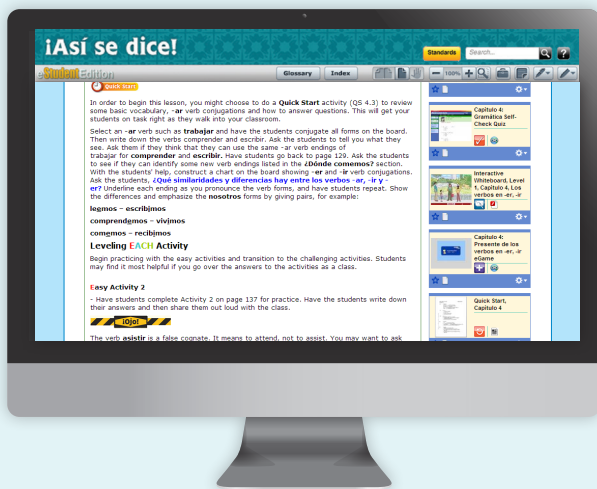 ¡Así se dice!
Standards
Search...
?
eStudentEdition
Glossary
Index
100%
Quick Start
In order to begin this lesson, you might choose to do a Quick Start activity (QS 4.3) to review
some basic vocabulary, -ar verb conjugations and how to answer questions. This will get your
students on task right as they walk into your classroom.
Select an -ar verb such as trabajar and have the students conjugate all forms on the board.
Then write down the verbs comprender and escribir. Ask the students to tell you what they
see. Ask them if they think that they can use the same -ar verb endings of
trabajar for comprender and escribir. Have students go back to page 129. Ask the students
to see if they can identify some new verb endings listed in the ¿Dónde comemos? section.
With the students' help, construct a chart on the board showing -er and -ir verb conjugations.
Ask the students, ¿Qué similaridades y diferencias hay entre los verbos -ar, -ir y -
er? Underline each ending as you pronounce the verb forms, and have students repeat. Show
the differences and emphasize the nosotros forms by giving pairs, for example:
leemos – escribimos
comprendemos – vivimos
comemos – recibimos
Leveling EACH Activity
Begin practicing with the easy activities and transition to the challenging activities. Students
may find it most helpful if you go over the answers to the activities as a class.
Easy Activity 2
- Have students complete Activity 2 on page 137 for practice. Have the students write down
their answers and then share them out loud with the class.
¡Ojo!
The verb asistir is a false cognate. It means to attend, not to assist. You may want to ask
Capítulo 4:
Gramática Self-
Check Quiz
Interactive
Whiteboard, Level
1, Capítulo 4, Los
verbos en -er, -ir
Capítulo 4:
Presente de los
verbos en -er, -ir
eGame
Quick Start,
Capítulo 4